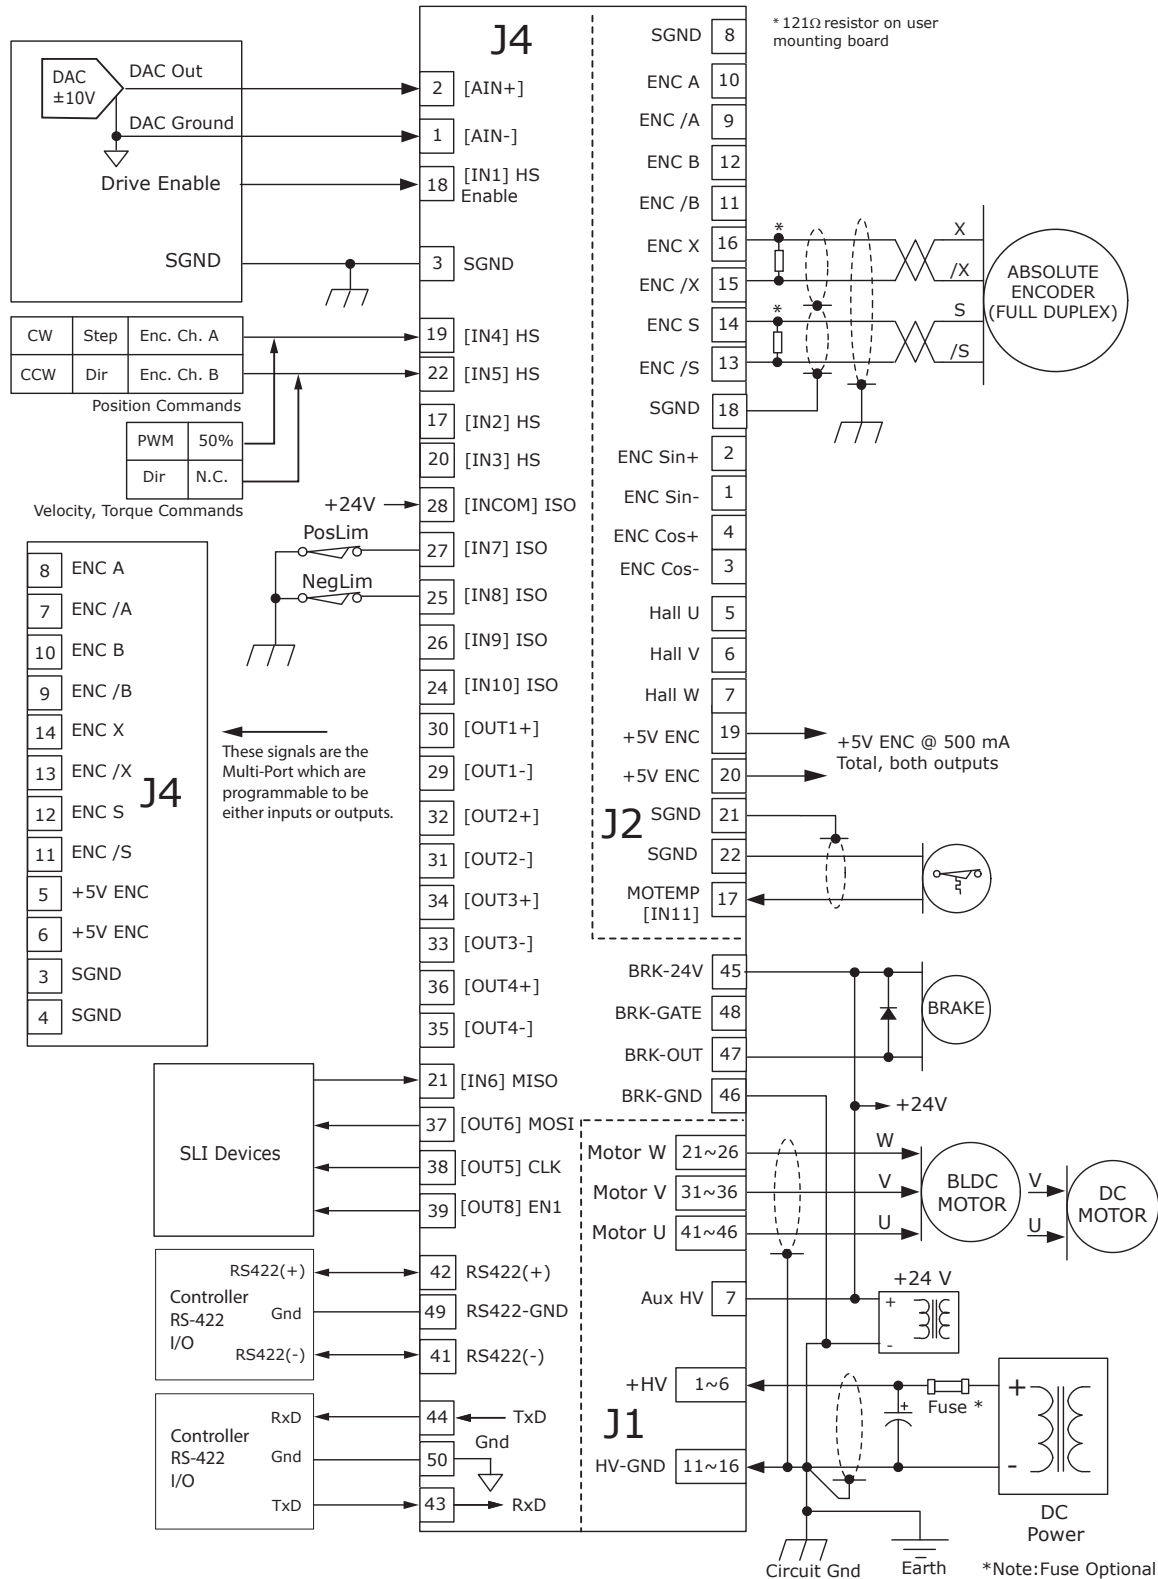 J4
* 121Ω resistor on user
mounting board
DAC
±10V
DAC Out
DAC Ground
Drive Enable
SGND
2 [AIN+]
1 [AIN-]
18 [IN1] HS
Enable
3 SGND
CW Step Enc. Ch. A
CCW Dir Enc. Ch. B
Position Commands
PWM 50%
Dir N.C.
Velocity, Torque Commands
19 [IN4] HS
22 [IN5] HS
17 [IN2] HS
20 [IN3] HS
+24V
28 [INCOM] ISO
PosLim
27 [IN7] ISO
NegLim
25 [IN8] ISO
26 [IN9] ISO
24 [IN10] ISO
30 [OUT1+]
29 [OUT1-]
32 [OUT2+]
31 [OUT2-]
34 [OUT3+]
33 [OUT3-]
36 [OUT4+]
35 [OUT4-]
21 [IN6] MISO
37 [OUT6] MOSI
38 [OUT5] CLK
39 [OUT8] EN1
42 RS422(+)
49 RS422-GND
41 RS422(-)
44 TxD
50 Gnd
43 RxD
8 ENC A
7 ENC /A
10 ENC B
9 ENC /B
14 ENC X
13 ENC /X
12 ENC S
11 ENC /S
5 +5V ENC
6 +5V ENC
3 SGND
4 SGND
J4
These signals are the
Multi-Port which are
programmable to be
either inputs or outputs.
SLI Devices
Controller
RS-422
I/O
RS422(+)
Gnd
RS422(-)
Controller
RS-422
I/O
RxD
Gnd
TxD
SGND 8
ENC A 10
ENC /A 9
ENC B 12
ENC /B 11
ENC X 16
ENC /X 15
ENC S 14
ENC /S 13
SGND 18
ENC Sin+ 2
ENC Sin- 1
ENC Cos+ 4
ENC Cos- 3
Hall U 5
Hall V 6
Hall W 7
+5V ENC 19
+5V ENC 20
J2
SGND 21
SGND 22
MOTEMP
[IN11] 17
*
*
X
/X
S
/S
ABSOLUTE
ENCODER
(FULL DUPLEX)
+5V ENC @ 500 mA
Total, both outputs
BRK-24V 45
BRK-GATE 48
BRK-OUT 47
BRK-GND 46
BRAKE
+24V
Motor W 21~26
Motor V 31~36
Motor U 41~46
W
V
U
BLDC
MOTOR
V
U
DC
MOTOR
Aux HV 7
+24 V
+
-
+HV 1~6
J1
HV-GND 11~16
+
Fuse *
+
-
DC
Power
Circuit Gnd
Earth
*Note:Fuse Optional